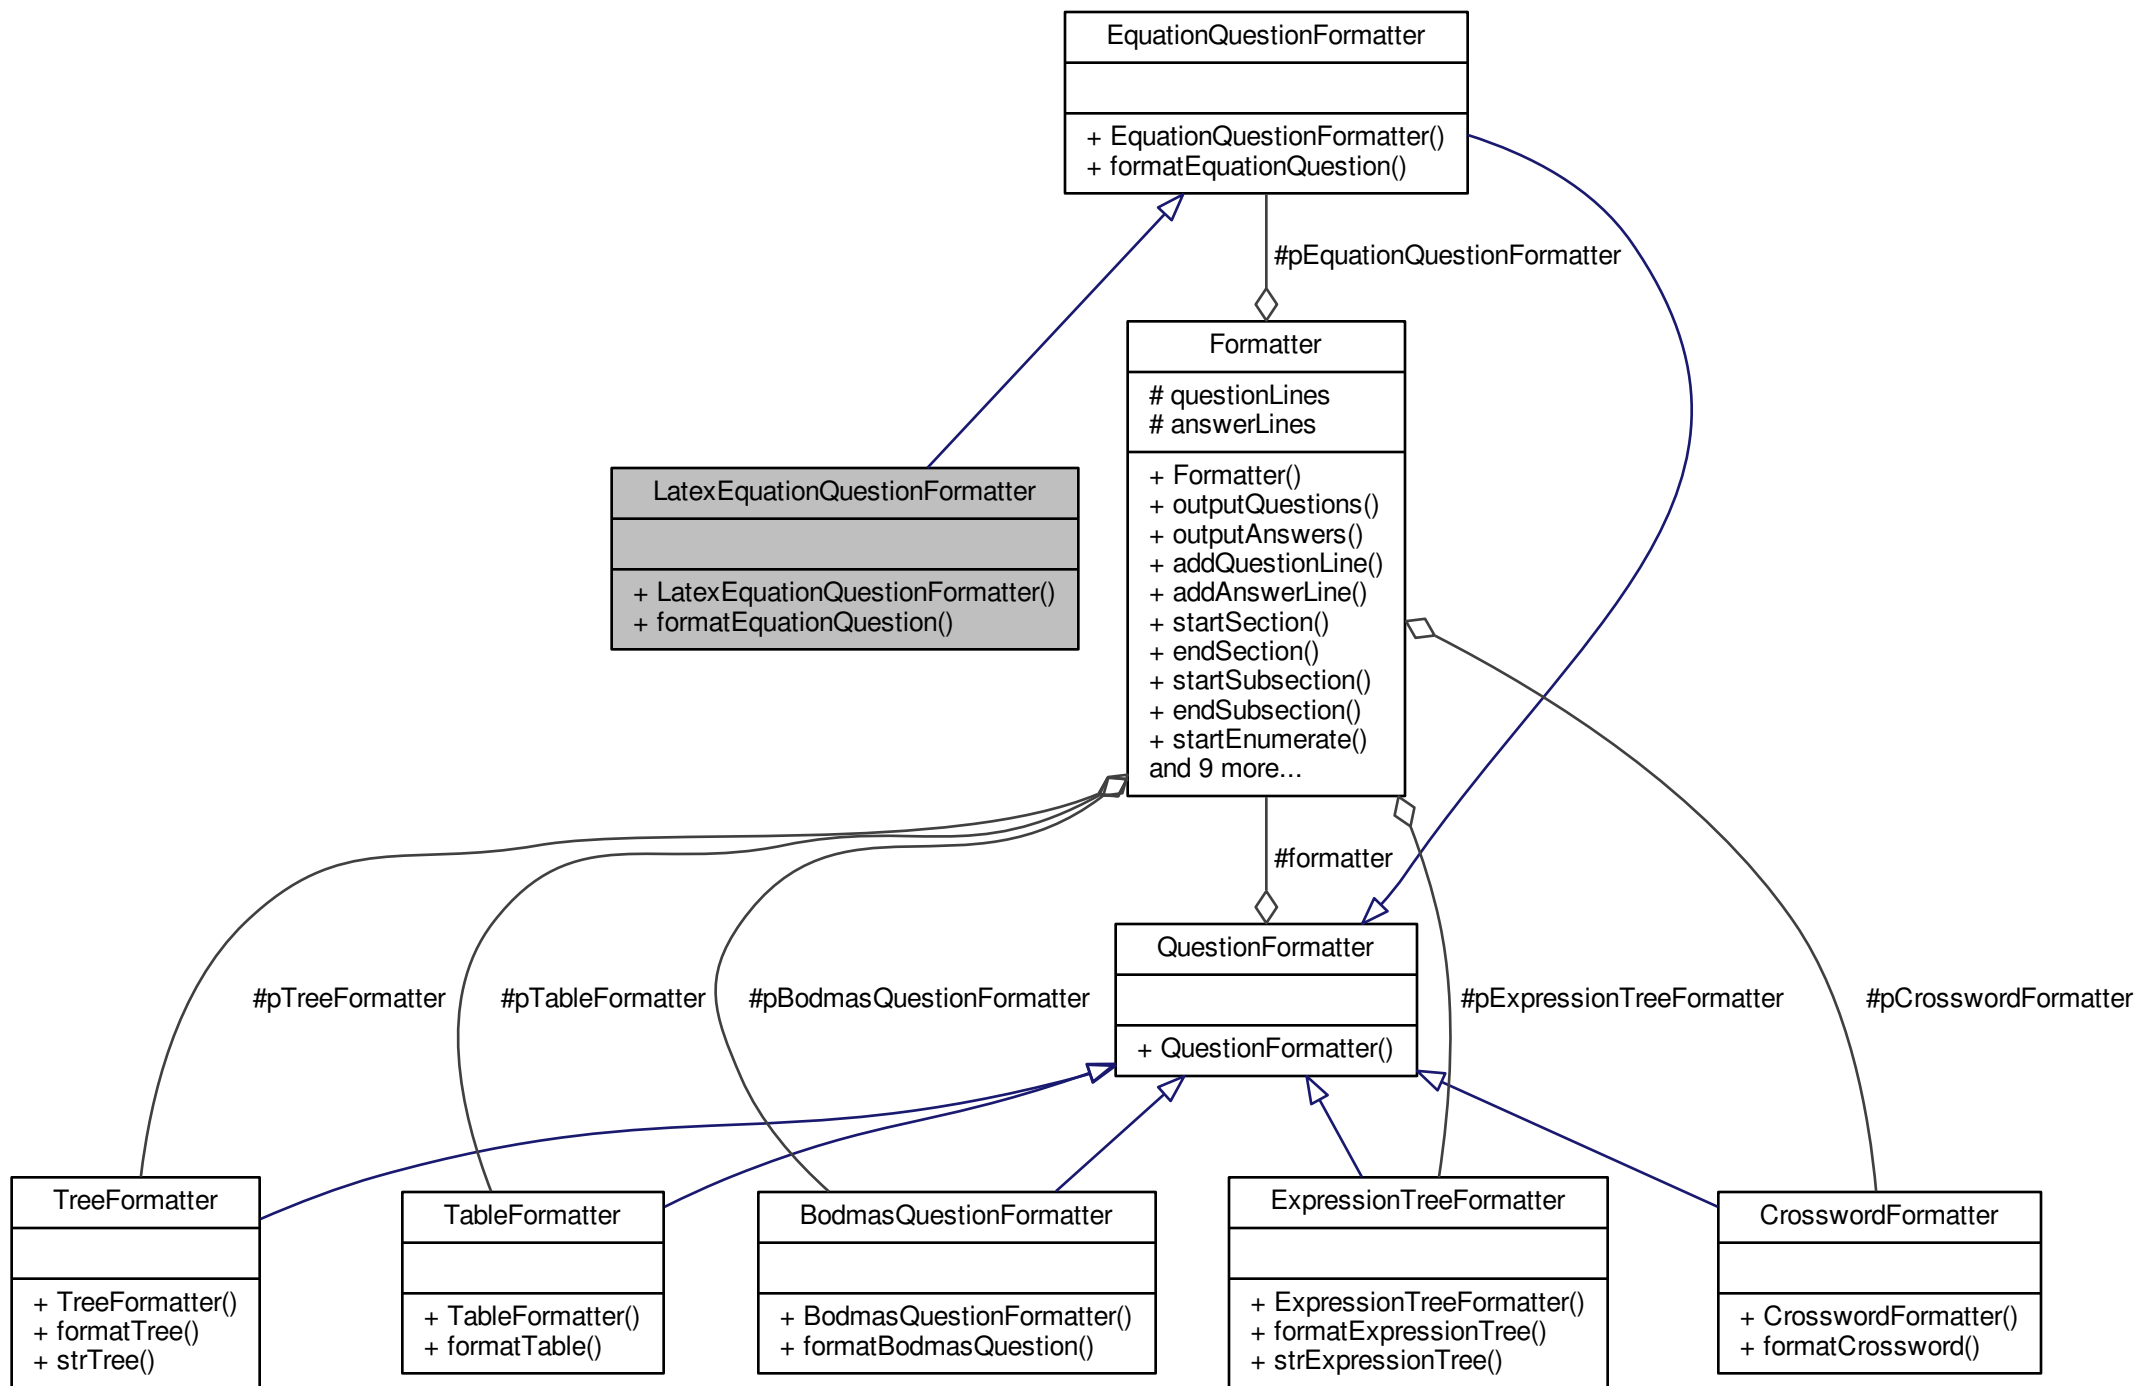 EquationQuestionFormatter
+ EquationQuestionFormatter()
+ formatEquationQuestion()
#pEquationQuestionFormatter
Formatter
# questionLines
# answerLines
+ Formatter()
+ outputQuestions()
+ outputAnswers()
+ addQuestionLine()
+ addAnswerLine()
+ startSection()
+ endSection()
+ startSubsection()
+ endSubsection()
+ startEnumerate()
and 9 more...
LatexEquationQuestionFormatter
+ LatexEquationQuestionFormatter()
+ formatEquationQuestion()
#formatter
QuestionFormatter
+ QuestionFormatter()
#pTreeFormatter
#pTableFormatter
#pBodmasQuestionFormatter
#pExpressionTreeFormatter
#pCrosswordFormatter
TreeFormatter
+ TreeFormatter()
+ formatTree()
+ strTree()
TableFormatter
+ TableFormatter()
+ formatTable()
BodmasQuestionFormatter
+ BodmasQuestionFormatter()
+ formatBodmasQuestion()
ExpressionTreeFormatter
+ ExpressionTreeFormatter()
+ formatExpressionTree()
+ strExpressionTree()
CrosswordFormatter
+ CrosswordFormatter()
+ formatCrossword()